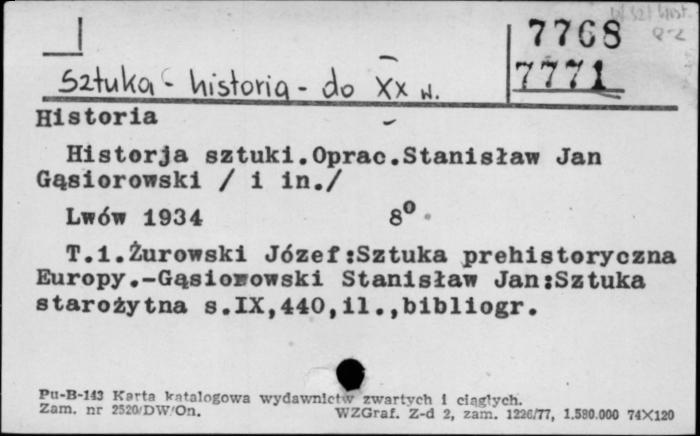 7768
7771
Sztuka - historia - do XX w.
Historia
Historja sztuki.Oprac.Stanisław Jan
Gąsiorowski / i in./
Lwów 1934 8°
T.1.Żurowski Józef:Sztuka prehistoryczna
Europy.-Gąsiorowski Stanisław Jan:Sztuka
starożytna s.IX,440,il.,bibliogr.
Pu-B-143 Karta katalogowa wydawnictw zwartych i ciągłych.
Zam. nr 2520/DW/On. WZGraf. Z-d 2, zam. 1226/77, 1.580.000 74X120